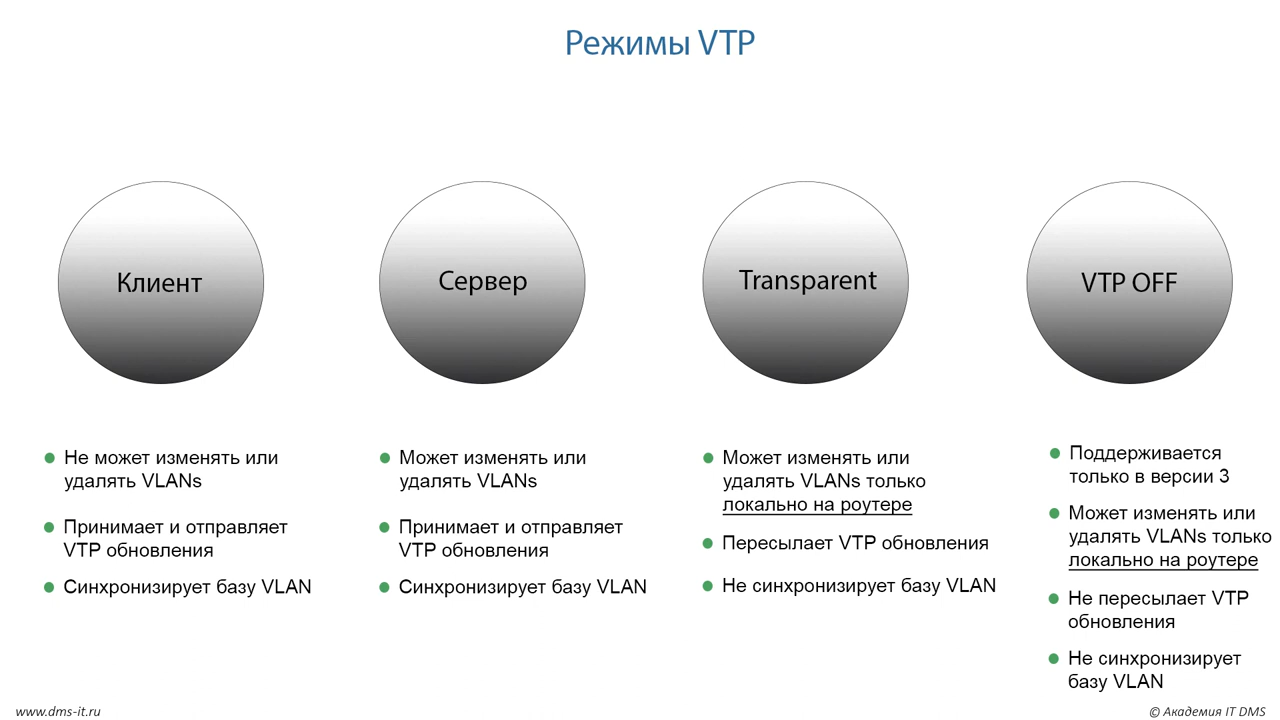 Режимы VTP
Клиент
Не может изменять или
удалять VLANs
Принимает и отправляет
VTP обновления
Синхронизирует базу VLAN
Сервер
Может изменять или
удалять VLANs
Принимает и отправляет
VTP обновления
Синхронизирует базу VLAN
Transparent
Может изменять или
удалять VLANs только
локально на роутере
Пересылает VTP обновления
Не синхронизирует базу VLAN
VTP OFF
Поддерживается
только в версии 3
Может изменять или
удалять VLANs только
локально на роутере
Не пересылает VTP
обновления
Не синхронизирует
базу VLAN
www.dms-it.ru
© Академия IT DMS